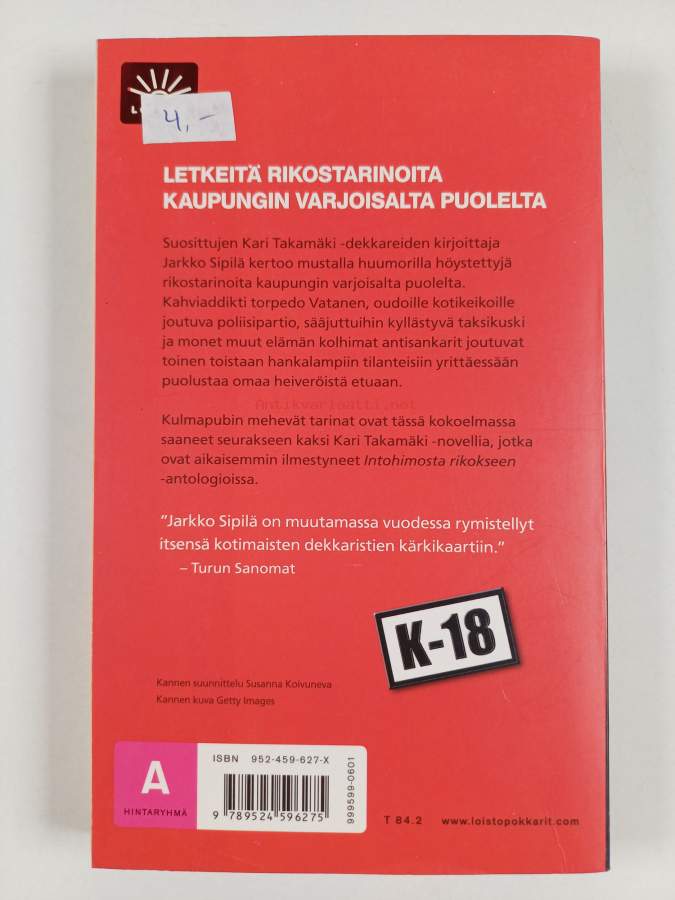 4,-
LETKEITÄ RIKOSTARINOITA
KAUPUNGIN VARJOISALTA PUOLELTA
Suosittujen Kari Takamäki -dekkareiden kirjoittaja
Jarkko Sipilä kertoo mustalla huumorilla höystettyjä
rikostarinoita kaupungin varjoisalta puolelta.
Kahviaddikti torpedo Vatanen, oudoille kotikeikoille
joutuva poliisipartio, sääjuttuihin kyllästyvä taksikuski
ja monet muut elämän kolhimat antisankarit joutuvat
toinen toistaan hankalampiin tilanteisiin yrittäessään
puolustaa omaa heiveröistä etuaan.
Antikvariaatti.net
Kulmapubin mehevät tarinat ovat tässä kokoelmassa
saaneet seurakseen kaksi Kari Takamäki -novellia, jotka
ovat aikaisemmin ilmestyneet Intohimosta rikokseen
-antologioissa.
"Jarkko Sipilä on muutamassa vuodessa rymistellyt
itsensä kotimaisten dekkaristien kärkikaartiin."
– Turun Sanomat
K-18
Kannen suunnittelu Susanna Koivuneva
Kannen kuva Getty Images
A
HINTARYHMÄ
ISBN 952-459-627-X
9 789524 596275
999599-0601
T 84.2 www.loistopokkarit.com